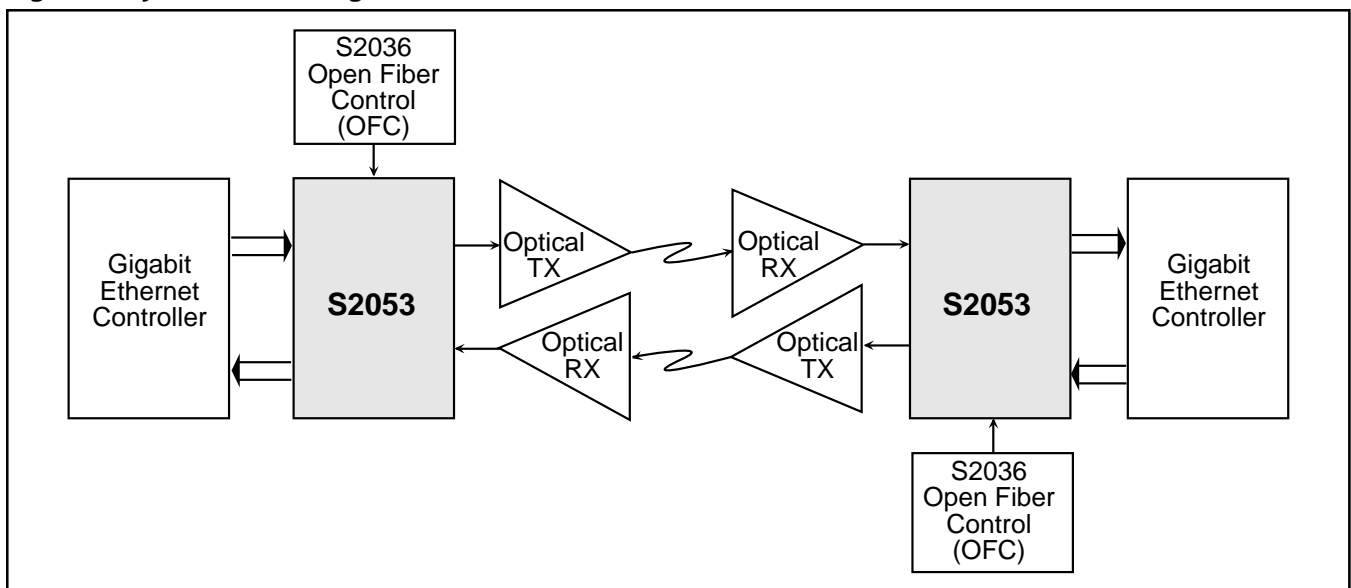 S2036
Open Fiber
Control
(OFC)
Gigabit
Ethernet
Controller
S2053
Optical
TX
Optical
RX
Optical
RX
Optical
TX
S2053
Gigabit
Ethernet
Controller
S2036
Open Fiber
Control
(OFC)